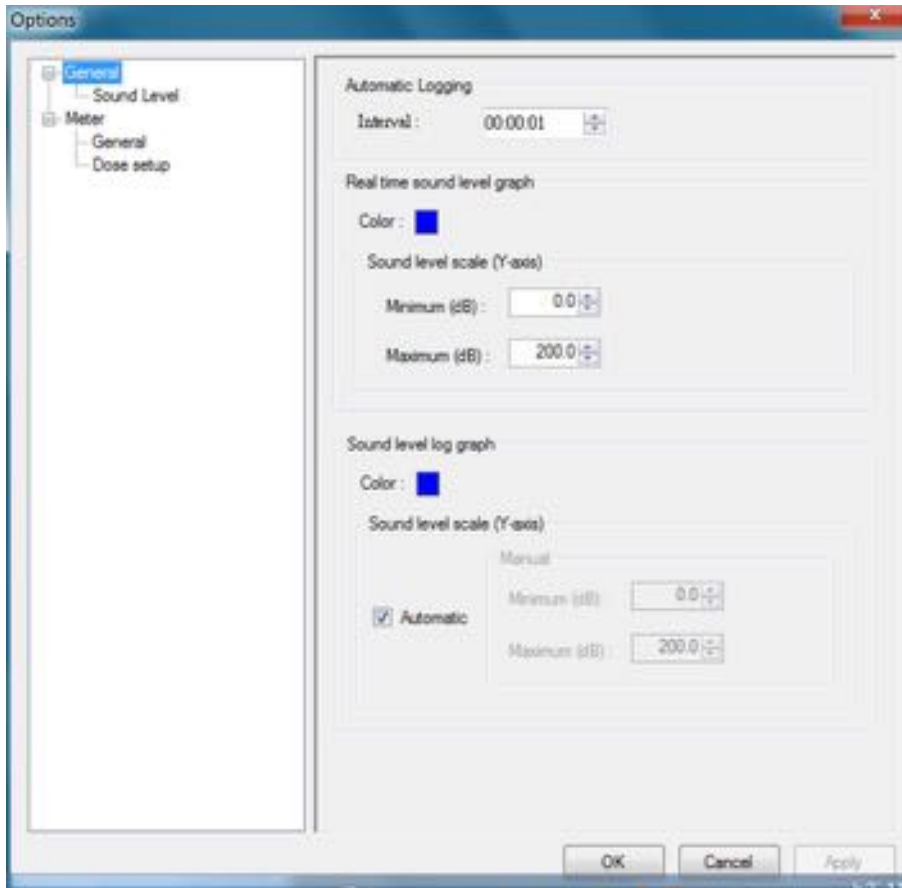 Options
General
Sound Level
Meter
General
Dose setup
Automatic Logging
Interval : 00:00:01
Real time sound level graph
Color :
Sound level scale (Y-axis)
Minimum (dB) : 0.0
Maximum (dB) : 200.0
Sound level log graph
Color :
Sound level scale (Y-axis)
Manual
Automatic
Minimum (dB) : 0.0
Maximum (dB) : 200.0
OK Cancel Apply